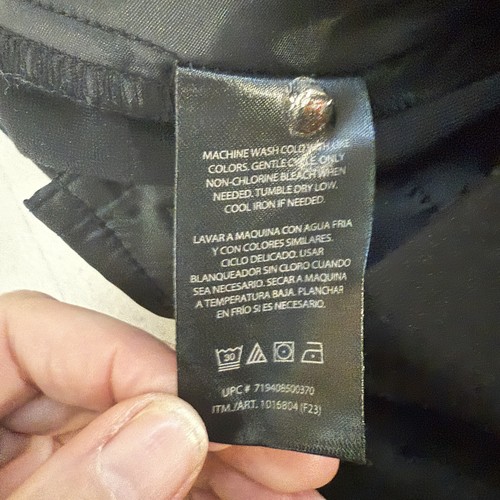 MACHINE WASH COLD WITH LIKE
COLORS. GENTLE CYCLE. ONLY
NON-CHLORINE BLEACH WHEN
NEEDED. TUMBLE DRY LOW.
COOL IRON IF NEEDED.
LAVAR A MAQUINA CON AGUA FRIA
Y CON COLORES SIMILARES.
CICLO DELICADO. USAR
BLANQUEADOR SIN CLORO CUANDO
SEA NECESARIO. SECAR A MAQUINA
A TEMPERATURA BAJA. PLANCHAR
EN FRÍO SI ES NECESARIO.
30
UPC # 719408500370
ITM./ART. 1016804 (F23)